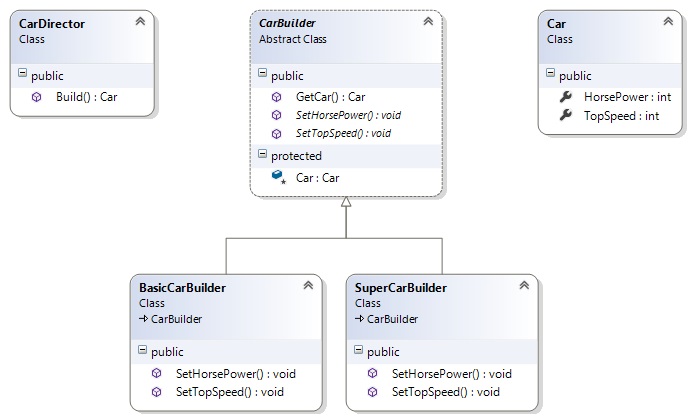 CarDirector
Class
public
Build() : Car
CarBuilder
Abstract Class
public
GetCar() : Car
SetHorsePower() : void
SetTopSpeed() : void
protected
Car : Car
Car
Class
public
HorsePower : int
TopSpeed : int
BasicCarBuilder
Class
CarBuilder
public
SetHorsePower() : void
SetTopSpeed() : void
SuperCarBuilder
Class
CarBuilder
public
SetHorsePower() : void
SetTopSpeed() : void